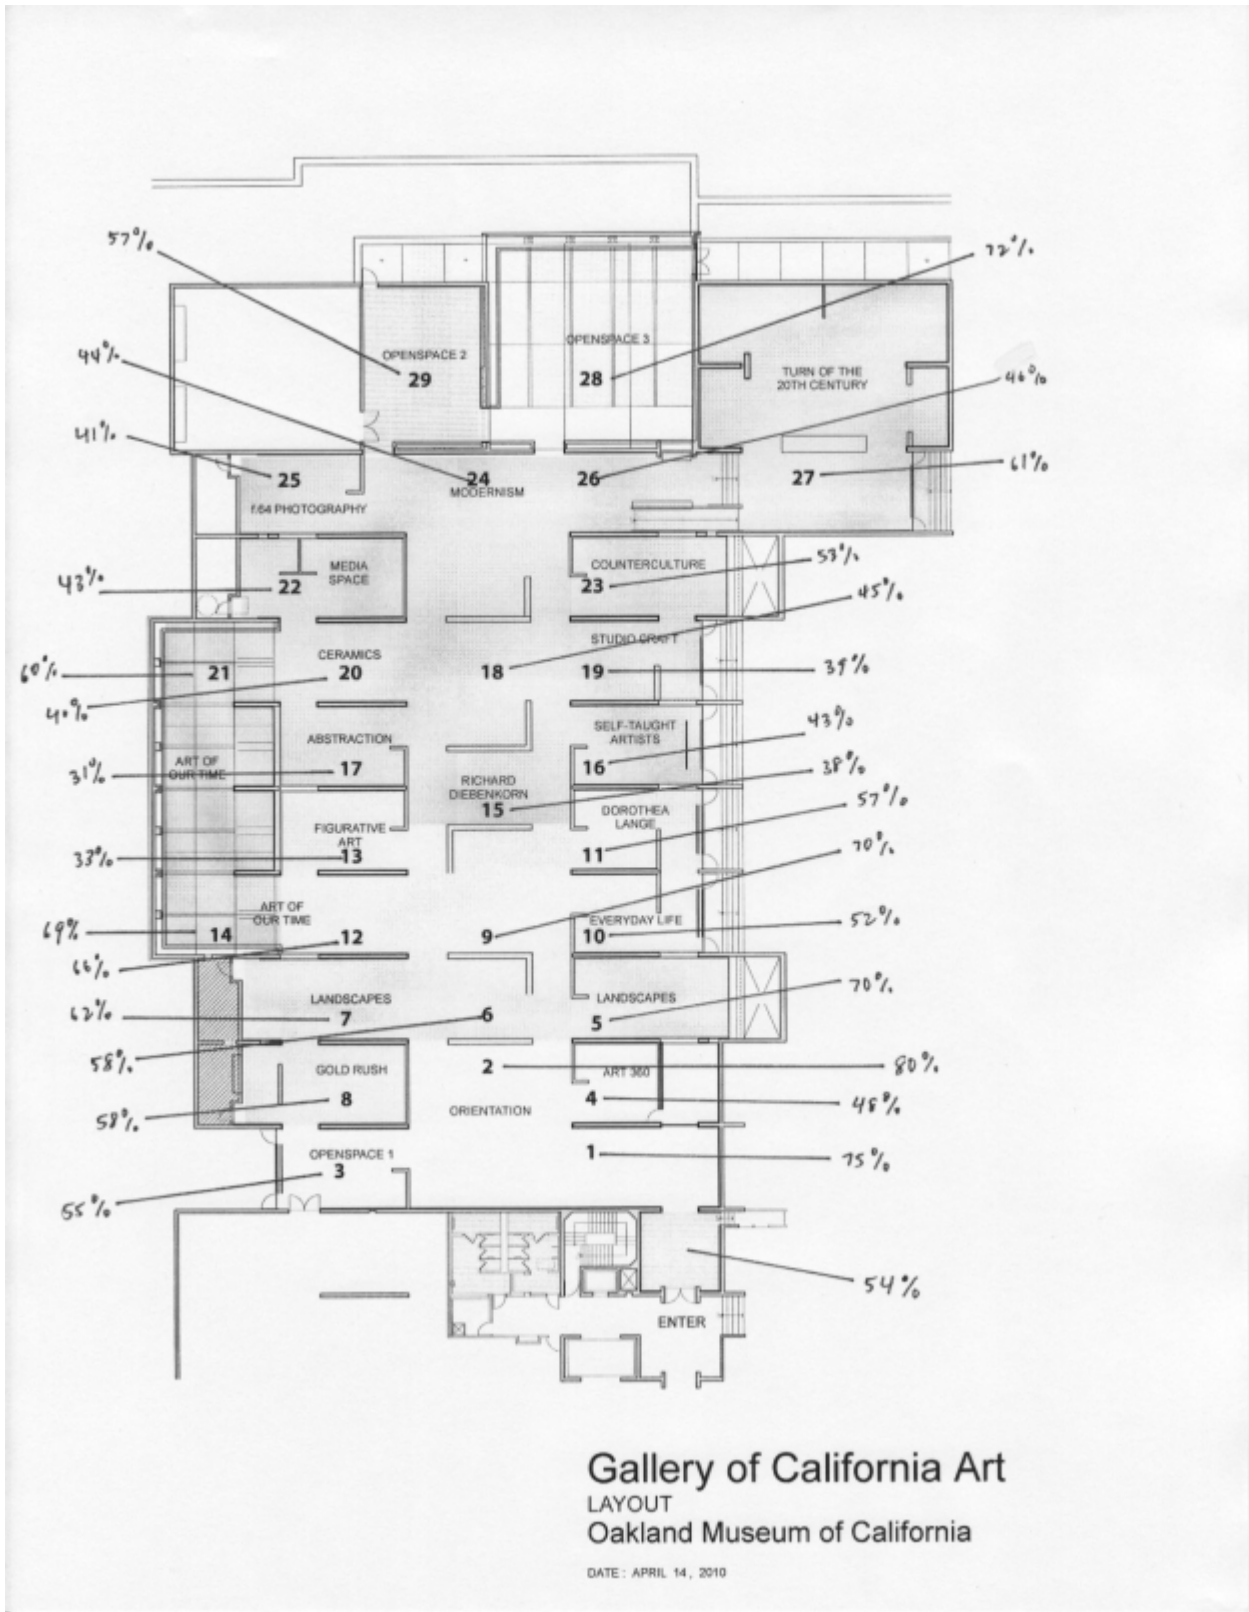 57%
72%
OPENSPACE 3
OPENSPACE 2
44%
29
28
TURN OF THE
20TH CENTURY
46%
41%
25
24
26
27
61%
MODERNISM
f.64 PHOTOGRAPHY
MEDIA
SPACE
COUNTERCULTURE
53%
43%
22
23
45%
STUDIO CRAFT
CERAMICS
60%
21
20
18
19
39%
40%
SELF-TAUGHT
ARTISTS
43%
ABSTRACTION
ART OF
OUR TIME
31%
17
16
38%
RICHARD
DIEBENKORN
15
DOROTHEA
LANGE
57%
FIGURATIVE
ART
33%
13
11
70%
ART OF
OUR TIME
EVERYDAY LIFE
52%
69%
14
12
9
10
66%
LANDSCAPES
LANDSCAPES
70%
62%
7
6
5
58%
GOLD RUSH
2
ART 360
80%
58%
8
ORIENTATION
4
48%
OPENSPACE 1
3
1
75%
55%
54%
ENTER
Gallery of California Art
LAYOUT
Oakland Museum of California
DATE: APRIL 14, 2010